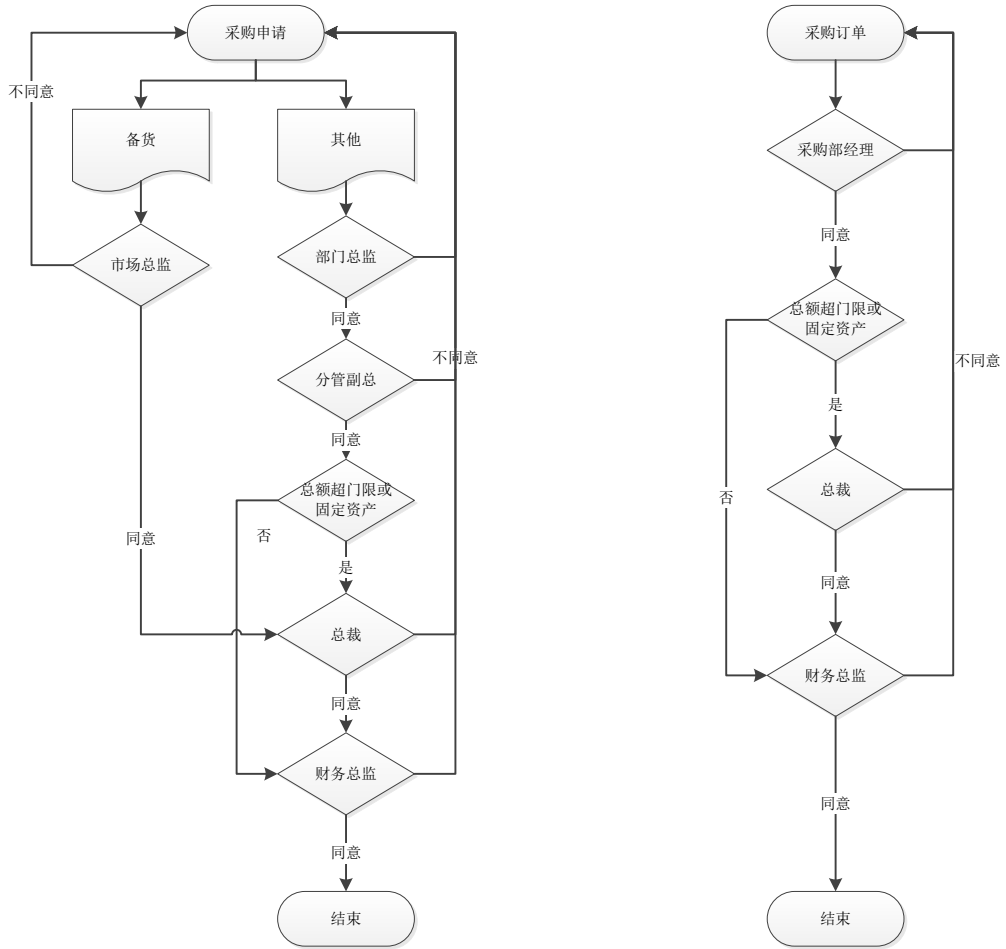 采购申请
不同意
备货
其他
市场总监
部门总监
同意
不同意
分管副总
同意
总额超门限或
固定资产
同意
否
是
总裁
同意
财务总监
同意
结束
采购订单
采购部经理
同意
总额超门限或
固定资产
不同意
是
总裁
否
同意
财务总监
同意
结束